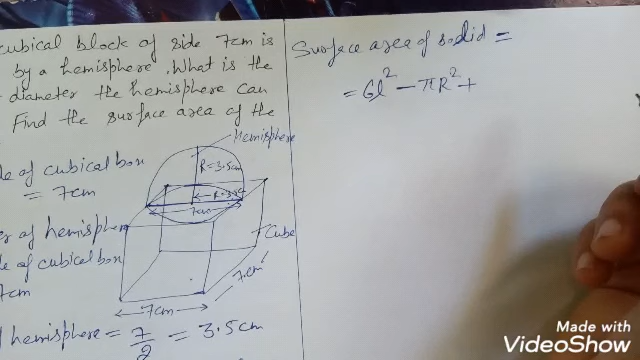 cubical block of side 7cm is
by a hemisphere. What is the
diameter the hemisphere can
Find the surface area of the
Hemisphere
R=3.5cm
R=3.5c
7cm
of cubical box
= 7cm
of hemisphere
of cubical box
7cm
Cube
7cm
7cm
hemisphere = 7/2 = 3.5cm
Surface area of solid =
= 6l² - πR² +
Made with
VideoShow